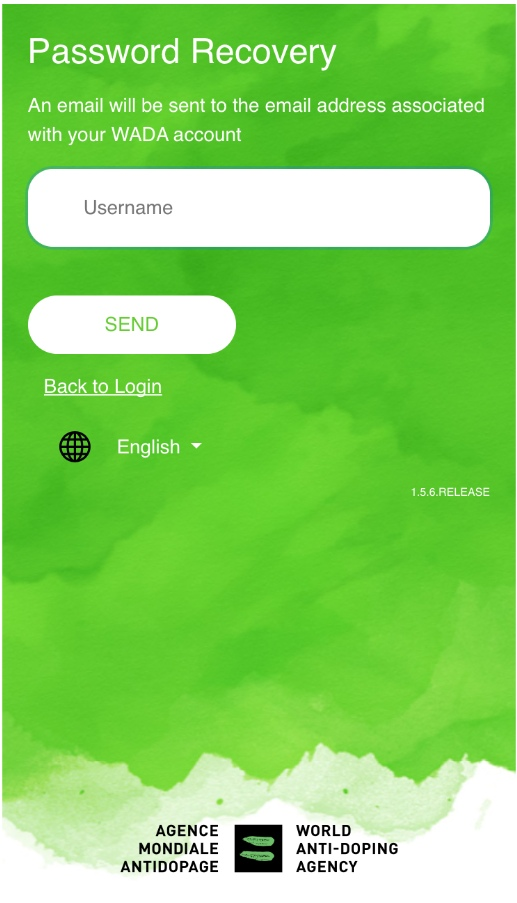 Password Recovery
An email will be sent to the email address associated
with your WADA account
Username
SEND
Back to Login
English
1.5.6.RELEASE
AGENCE
MONDIALE
ANTIDOPAGE
WORLD
ANTI-DOPING
AGENCY